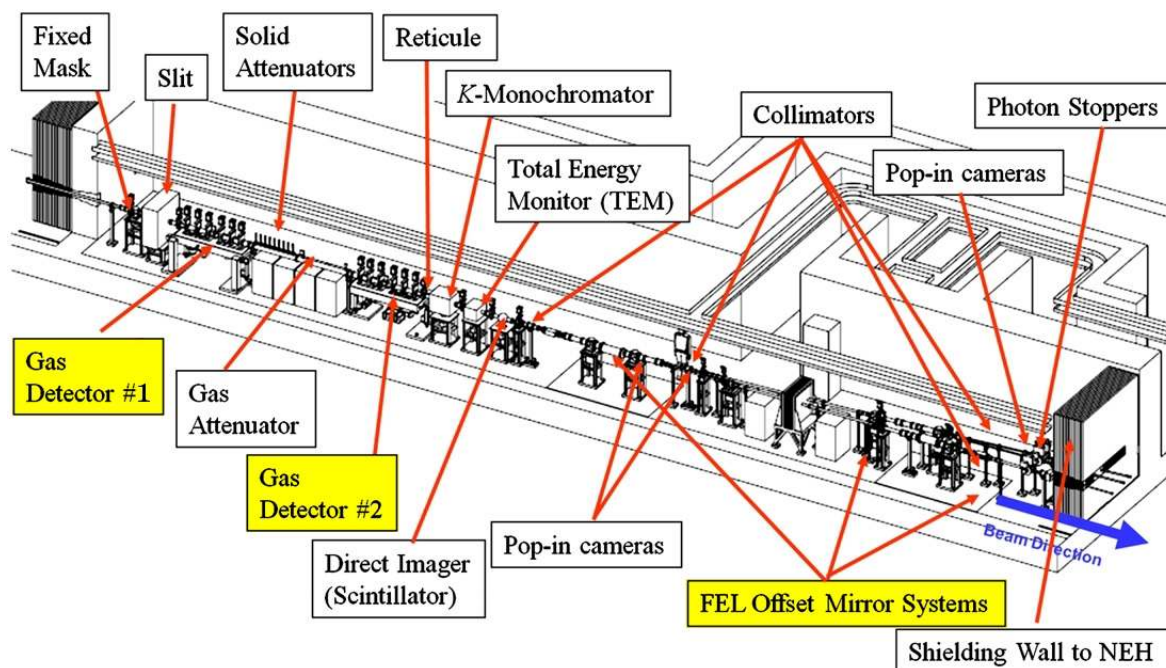 Fixed
Mask
Slit
Solid
Attenuators
Reticule
K-Monochromator
Total Energy
Monitor (TEM)
Collimators
Photon Stoppers
Pop-in cameras
Gas
Detector #1
Gas
Attenuator
Gas
Detector #2
Direct Imager
(Scintillator)
Pop-in cameras
FEL Offset Mirror Systems
Beam Direction
Shielding Wall to NEH